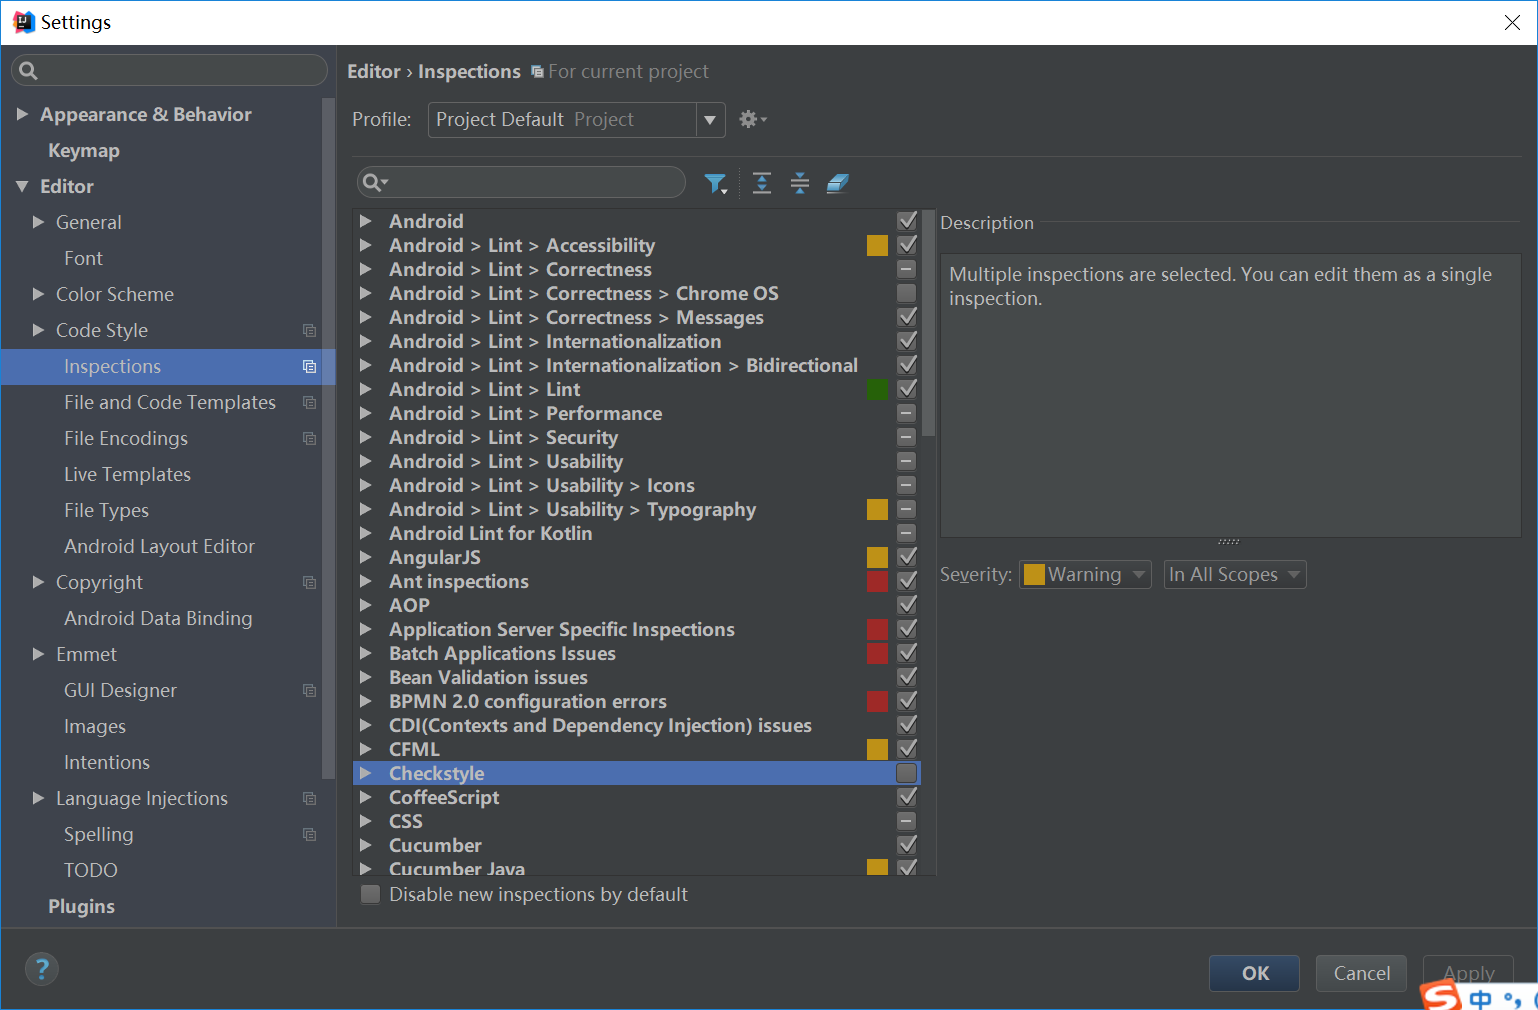 Settings
Editor › Inspections For current project
Profile: Project Default Project
Appearance & Behavior
Keymap
Editor
General
Font
Color Scheme
Code Style
Inspections
File and Code Templates
File Encodings
Live Templates
File Types
Android Layout Editor
Copyright
Android Data Binding
Emmet
GUI Designer
Images
Intentions
Language Injections
Spelling
TODO
Plugins
Android
Android > Lint > Accessibility
Android > Lint > Correctness
Android > Lint > Correctness > Chrome OS
Android > Lint > Correctness > Messages
Android > Lint > Internationalization
Android > Lint > Internationalization > Bidirectional
Android > Lint > Lint
Android > Lint > Performance
Android > Lint > Security
Android > Lint > Usability
Android > Lint > Usability > Icons
Android > Lint > Usability > Typography
Android Lint for Kotlin
AngularJS
Ant inspections
AOP
Application Server Specific Inspections
Batch Applications Issues
Bean Validation issues
BPMN 2.0 configuration errors
CDI(Contexts and Dependency Injection) issues
CFML
Checkstyle
CoffeeScript
CSS
Cucumber
Cucumber Java
Disable new inspections by default
Description
Multiple inspections are selected. You can edit them as a single
inspection.
Severity: Warning In All Scopes
?
OK
Cancel
Apply
S 中 °,